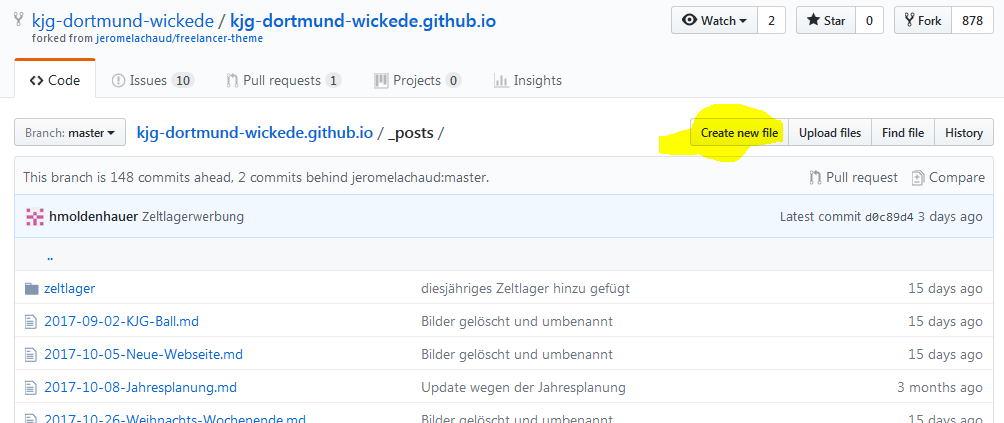 kjg-dortmund-wickede / kjg-dortmund-wickede.github.io
forked from jeromelachaud/freelancer-theme
Watch 2 Star 0 Fork 878
Code Issues 10 Pull requests 1 Projects 0 Insights
Branch: master kjg-dortmund-wickede.github.io / _posts / Create new file Upload files Find file History
This branch is 148 commits ahead, 2 commits behind jeromelachaud:master. Pull request Compare
hmoldenhauer Zeltlagerwerbung Latest commit d0c89d4 3 days ago
..
zeltlager diesjähriges Zeltlager hinzu gefügt 15 days ago
2017-09-02-KJG-Ball.md Bilder gelöscht und umbenannt 15 days ago
2017-10-05-Neue-Webseite.md Bilder gelöscht und umbenannt 15 days ago
2017-10-08-Jahresplanung.md Update wegen der Jahresplanung 3 months ago
2017-10-26-Weihnachts-Wochenende.md Bilder gelöscht und umbenannt 15 days ago